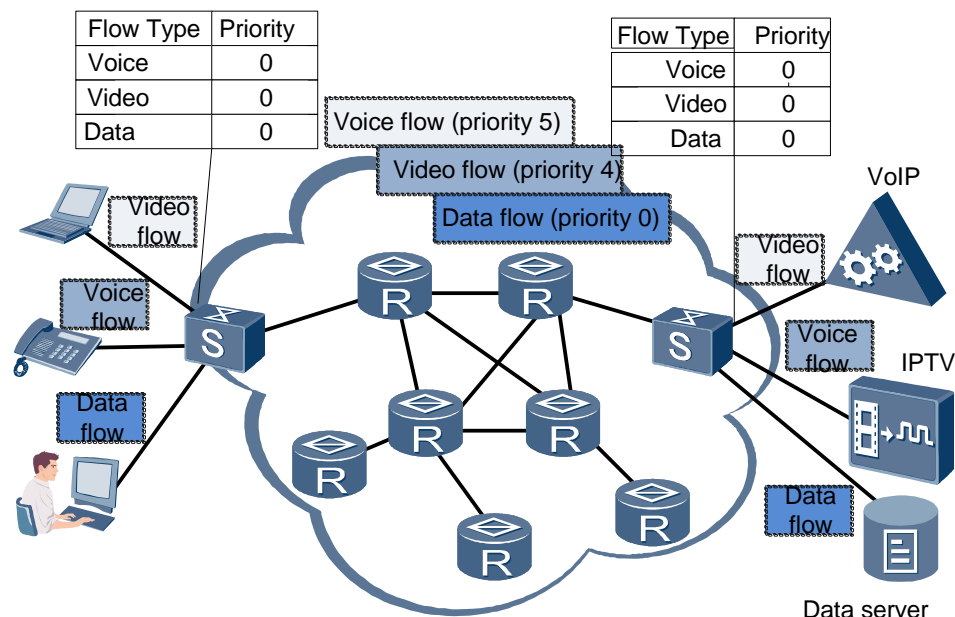 Flow Type Priority
Voice 0
Video 0
Data 0
Flow Type Priority
Voice 0
Video 0
Data 0
Voice flow (priority 5)
Video flow (priority 4)
Data flow (priority 0)
VoIP
Video
flow
Video
flow
R
R
Voice
flow
S
S
Voice
flow
IPTV
Data
flow
R
R
R
R
Data
flow
R
Data server